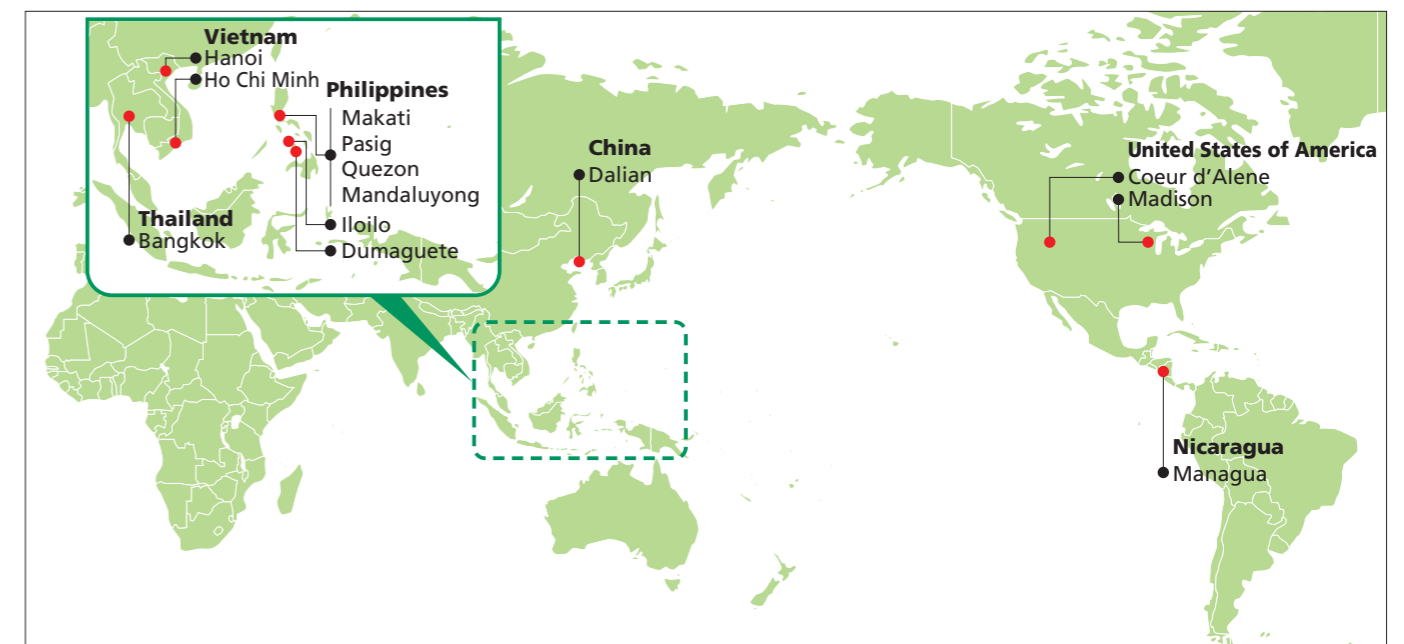 Vietnam
Hanoi
Ho Chi Minh
Philippines
Makati
Pasig
Quezon
Mandaluyong
Iloilo
Dumaguete
Thailand
Bangkok
China
Dalian
United States of America
Coeur d’Alene
Madison
Nicaragua
Managua